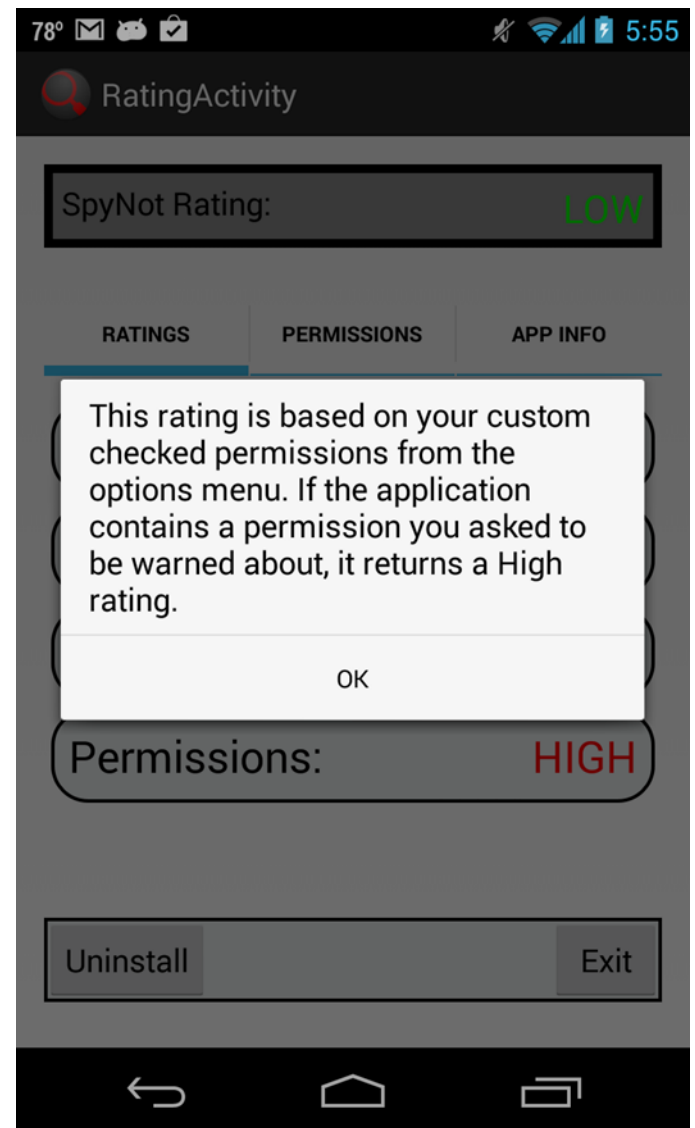 78° 5:55
RatingActivity
SpyNot Rating: LOW
RATINGS PERMISSIONS APP INFO
This rating is based on your custom
checked permissions from the
options menu. If the application
contains a permission you asked to
be warned about, it returns a High
rating.
OK
Permissions: HIGH
Uninstall Exit